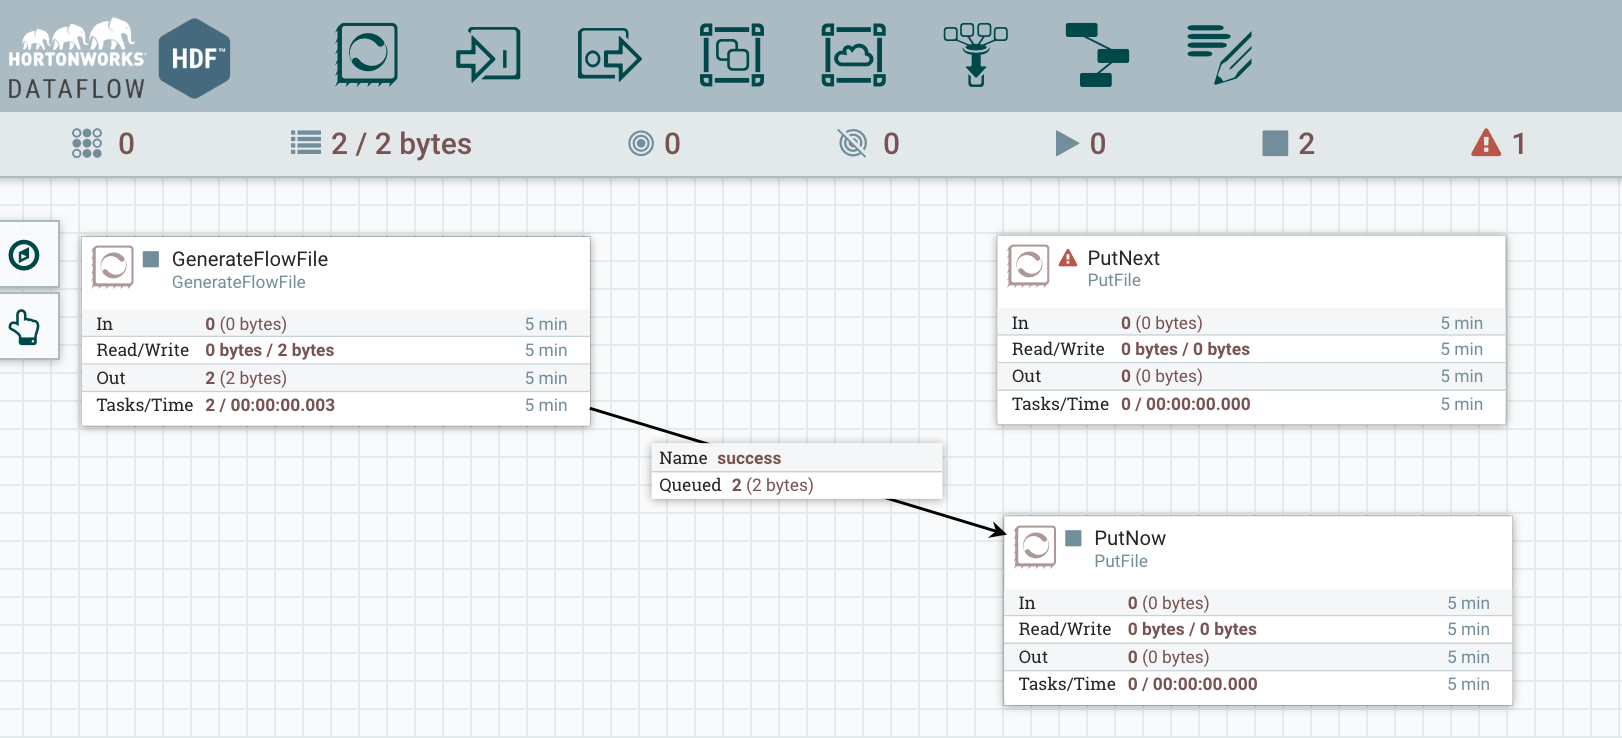 HORTONWORKS
DATAFLOW
HDF™
0
2 / 2 bytes
0
0
0
2
1
GenerateFlowFile
GenerateFlowFile
In 0 (0 bytes) 5 min
Read/Write 0 bytes / 2 bytes 5 min
Out 2 (2 bytes) 5 min
Tasks/Time 2 / 00:00:00.003 5 min
PutNext
PutFile
In 0 (0 bytes) 5 min
Read/Write 0 bytes / 0 bytes 5 min
Out 0 (0 bytes) 5 min
Tasks/Time 0 / 00:00:00.000 5 min
Name success
Queued 2 (2 bytes)
PutNow
PutFile
In 0 (0 bytes) 5 min
Read/Write 0 bytes / 0 bytes 5 min
Out 0 (0 bytes) 5 min
Tasks/Time 0 / 00:00:00.000 5 min